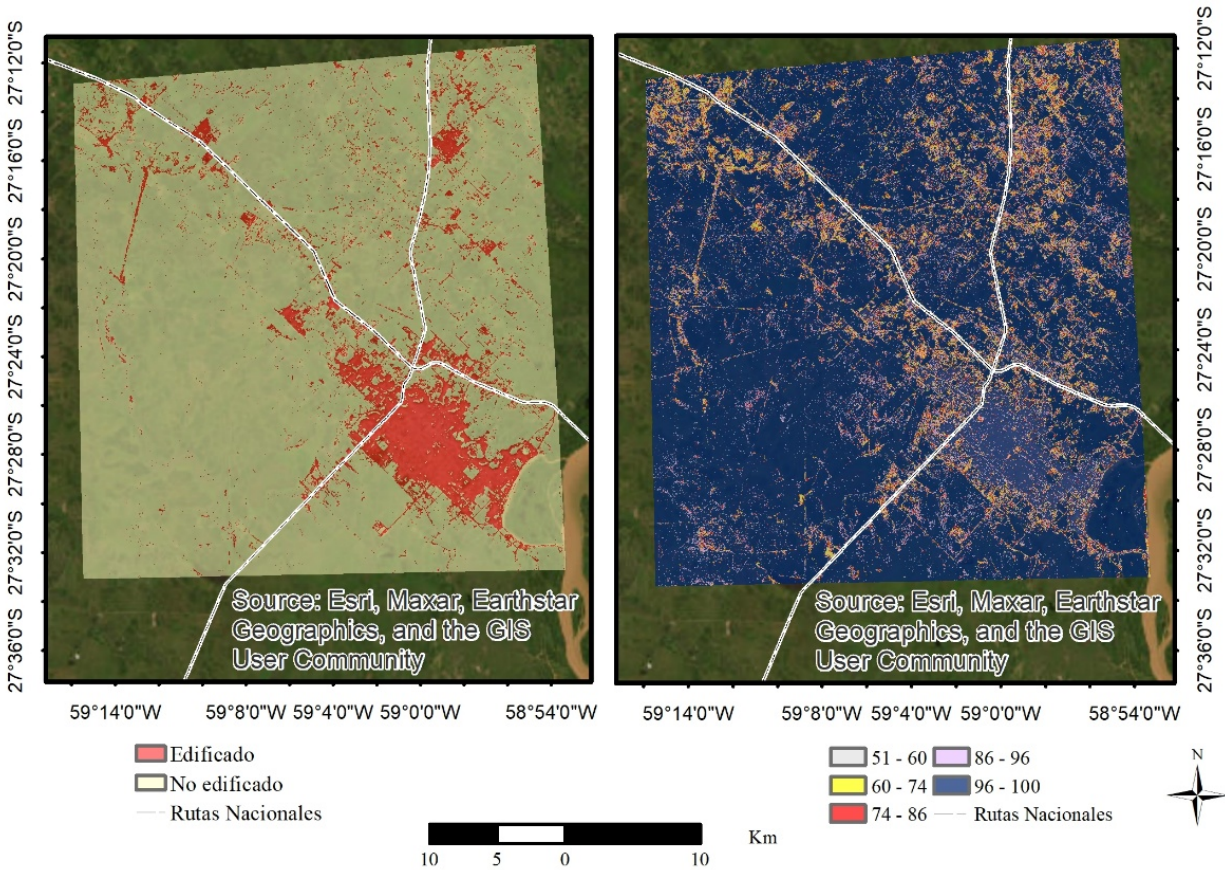 27°12'0"S
27°16'0"S
27°20'0"S
27°24'0"S
27°28'0"S
27°32'0"S
27°36'0"S
Source: Esri, Maxar, Earthstar
Geographics, and the GIS
User Community
59°14'0"W
59°8'0"W
59°4'0"W
59°0'0"W
58°54'0"W
Source: Esri, Maxar, Earthstar
Geographics, and the GIS
User Community
27°12'0"S
27°16'0"S
27°20'0"S
27°24'0"S
27°28'0"S
27°32'0"S
27°36'0"S
59°14'0"W
59°8'0"W
59°4'0"W
59°0'0"W
58°54'0"W
Edificado
No edificado
Rutas Nacionales
51 - 60
60 - 74
74 - 86
86 - 96
96 - 100
Rutas Nacionales
N
Km
10 5 0 10